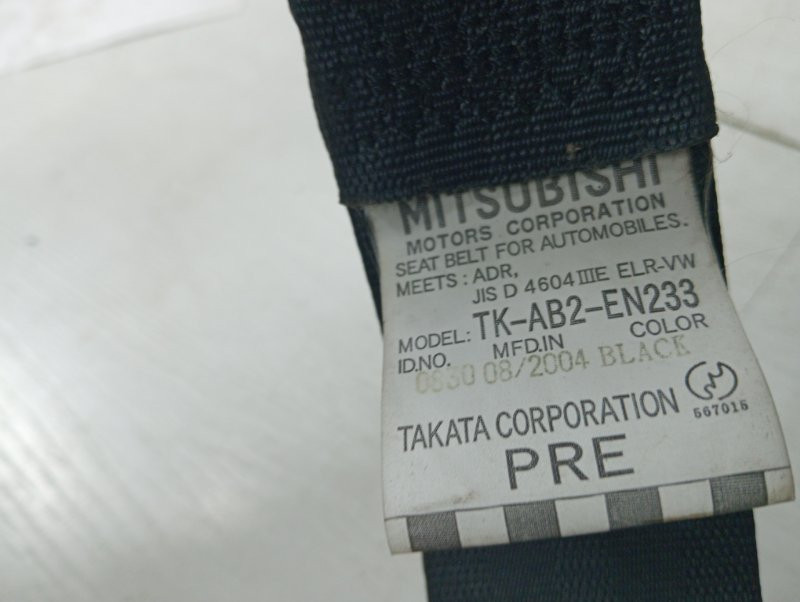 MITSUBISHI
MOTORS CORPORATION
SEAT BELT FOR AUTOMOBILES.
MEETS: ADR,
JIS D 4604 IIIE ELR-VW
MODEL: TK-AB2-EN233
ID.NO. MFD.IN COLOR
0830 08/2004 BLACK
TAKATA CORPORATION
567015
PRE